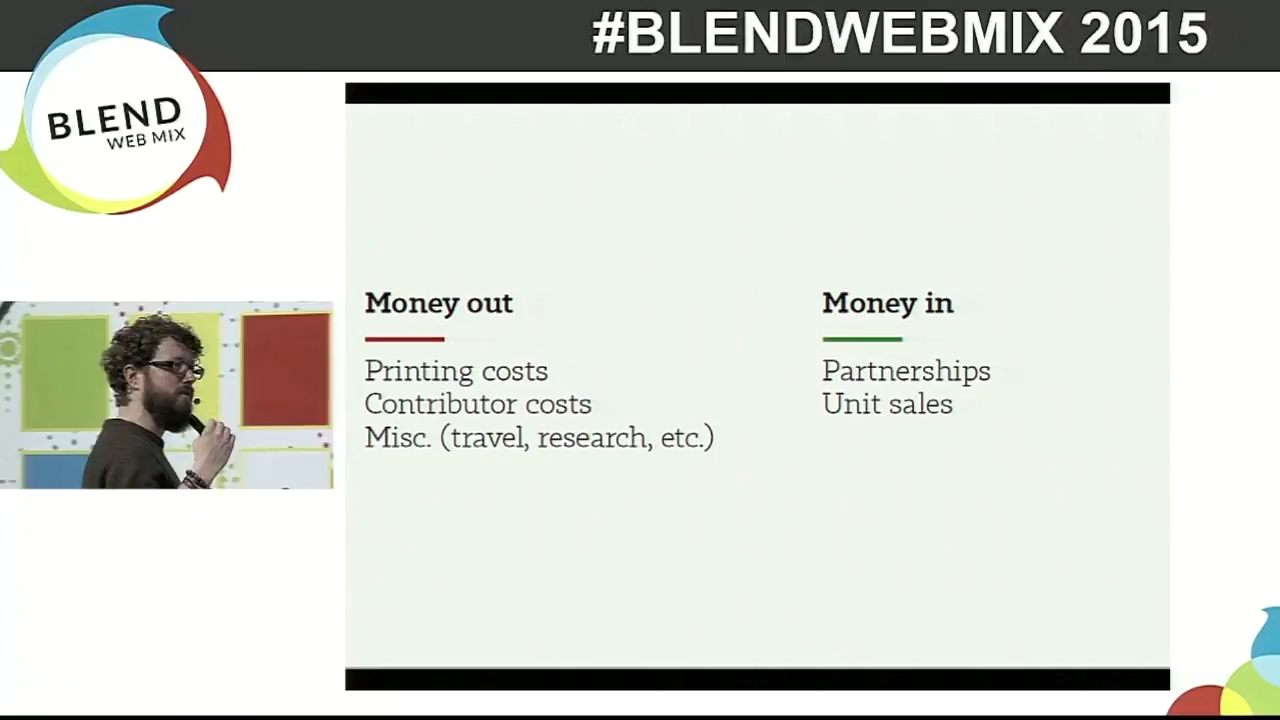 #BLENDWEBMIX 2015
BLEND
WEB MIX
Money out
Printing costs
Contributor costs
Misc. (travel, research, etc.)
Money in
Partnerships
Unit sales